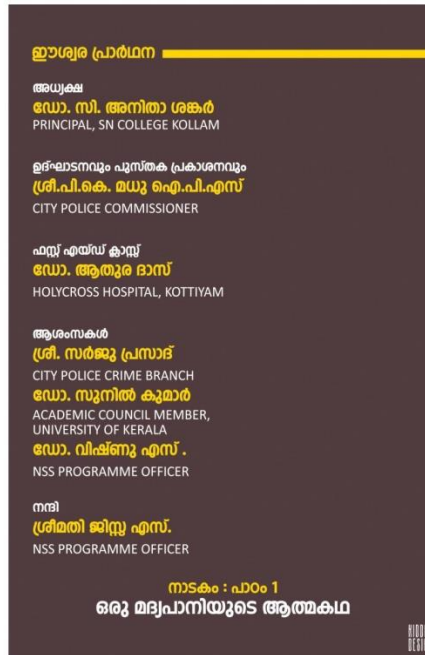 ഈശ്വര പ്രാർഥന
അധ്യക്ഷ
ഡോ. സി. അനിതാ ശങ്കർ
PRINCIPAL, SN COLLEGE KOLLAM
ഉദ്ഘാടനവും പുസ്തക പ്രകാശനവും
ശ്രീ.പി.കെ. മധു ഐ.പി.എസ്
CITY POLICE COMMISSIONER
ഫസ്റ്റ് എയ്ഡ് ക്ലാസ്സ്
ഡോ. ആതുര ദാസ്
HOLYCROSS HOSPITAL, KOTTIYAM
ആശംസകൾ
ശ്രീ. സർജു പ്രസാദ്
CITY POLICE CRIME BRANCH
ഡോ. സുനിൽ കുമാർ
ACADEMIC COUNCIL MEMBER,
UNIVERSITY OF KERALA
ഡോ. വിഷ്ണു എസ് .
NSS PROGRAMME OFFICER
നന്ദി
ശ്രീമതി ജിസ്സ എസ്.
NSS PROGRAMME OFFICER
നാടകം : പാഠം 1
ഒരു മദ്യപാനിയുടെ ആത്മകഥ